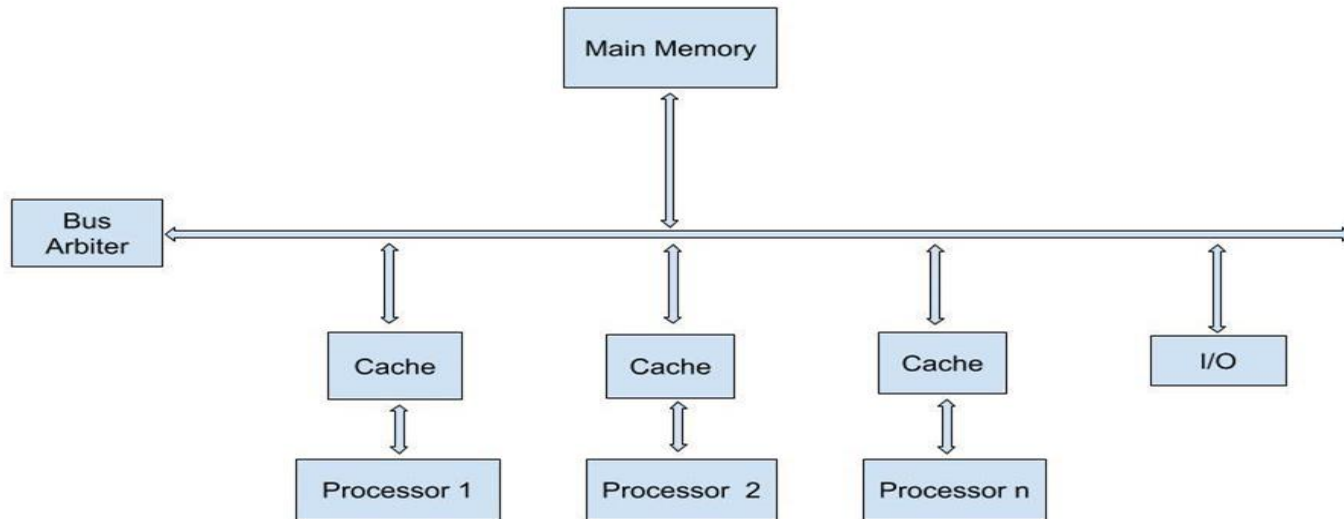 Main Memory
Bus
Arbiter
Cache
Cache
Cache
I/O
Processor 1
Processor 2
Processor n